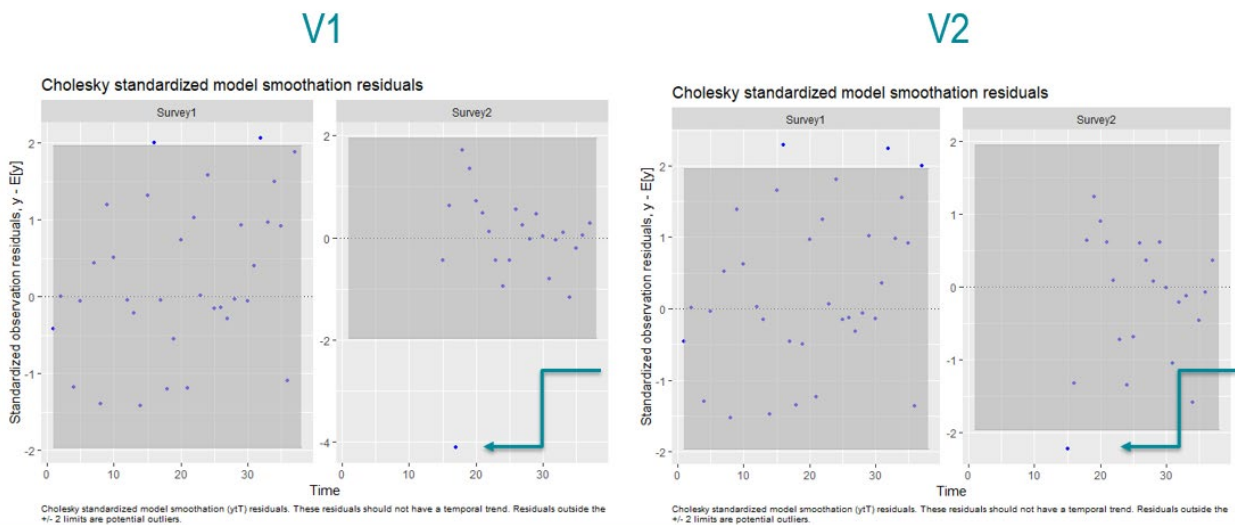 V1
V2
Cholesky standardized model smoothation residuals
Survey1
Survey2
Standardized observation residuals, y - E[y]
2
1
0
-1
-2
2
0
-2
-4
0
10
20
30
0
10
20
30
Time
Cholesky standardized model smoothation (ytT) residuals. These residuals should not have a temporal trend. Residuals outside the
+/- 2 limits are potential outliers.
Cholesky standardized model smoothation residuals
Survey1
Survey2
Standardized observation residuals, y - E[y]
2
1
0
-1
-2
2
1
0
-1
-2
0
10
20
30
0
10
20
30
Time
Cholesky standardized model smoothation (ytT) residuals. These residuals should not have a temporal trend. Residuals outside the
+/- 2 limits are potential outliers.